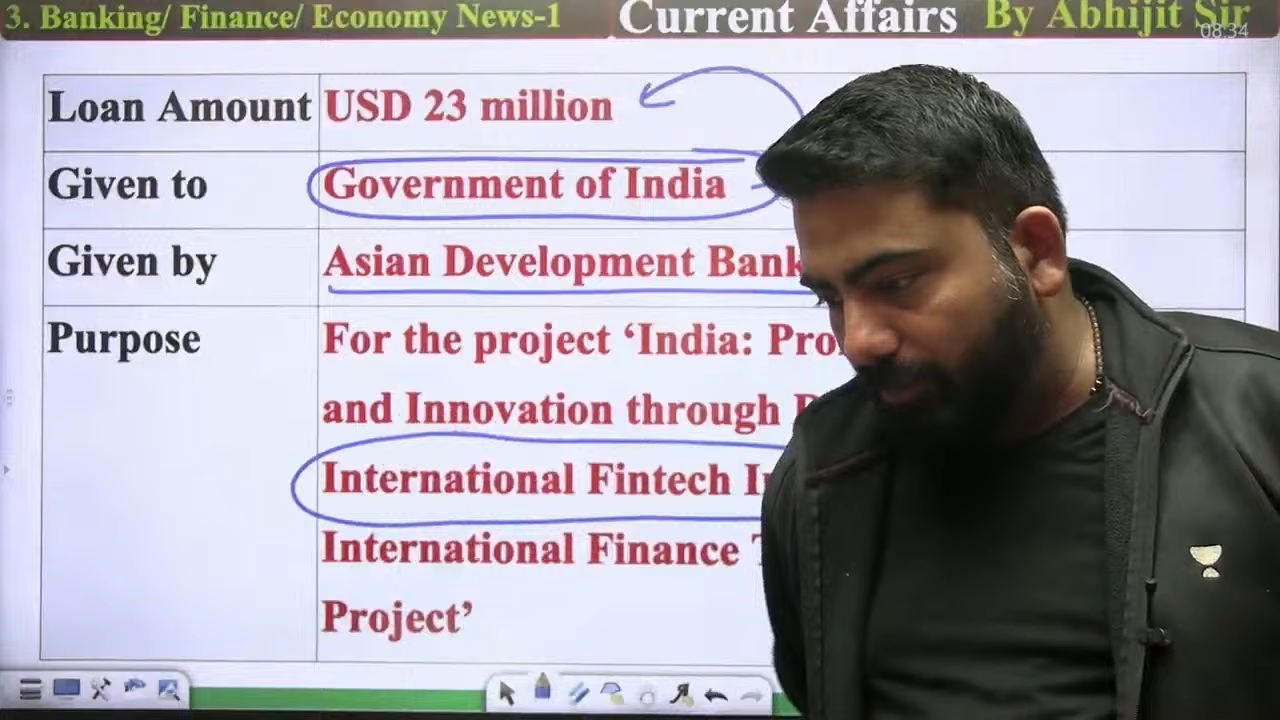 3. Banking/ Finance/ Economy News-1
Current Affairs
By Abhijit Sir
08:34
Loan Amount USD 23 million
Given to Government of India
Given by Asian Development Bank
Purpose For the project ‘India:
and Innovation through
International Fintech
International Finance
Project’